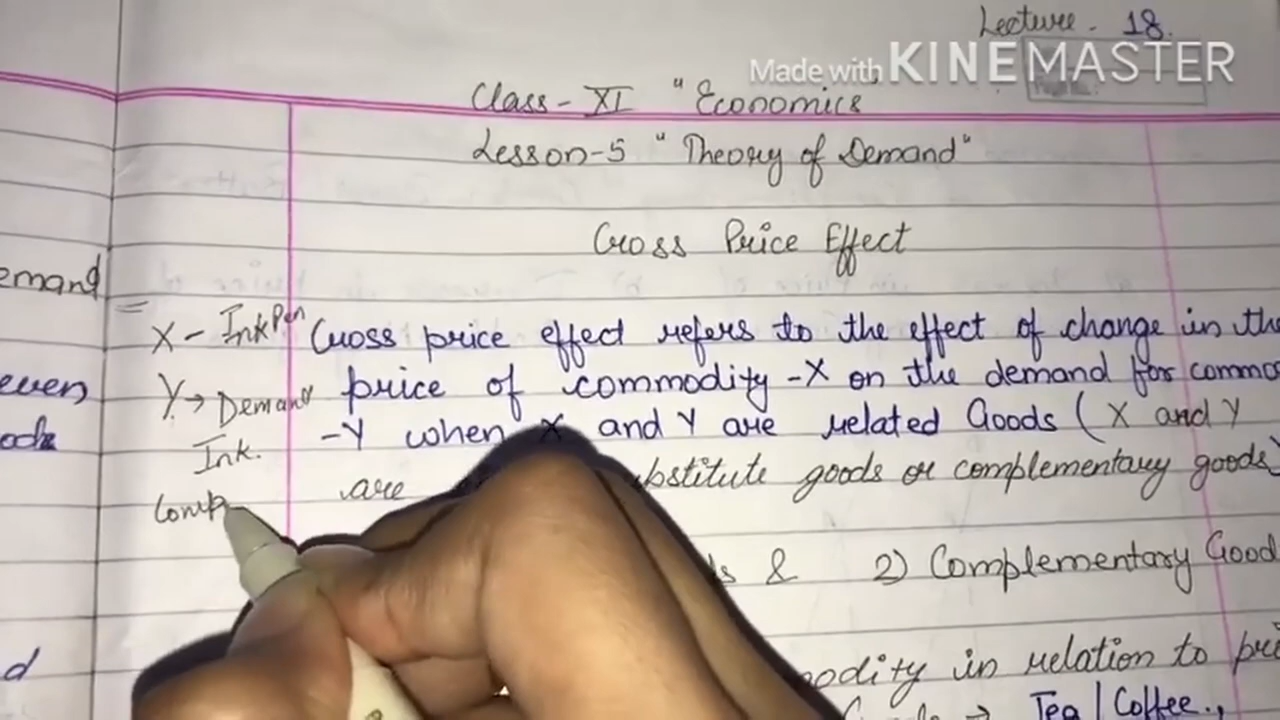 Lecture - 18.
Made with KINEMASTER
Class - XI "Economics"
Lesson-5 "Theory of Demand"
Cross Price Effect
emand
X - Ink Pen
Cross price effect refers to the effect of change in the
even
Y → Demand
price of commodity -X on the demand for commo
Ink.
-Y when X and Y are related Goods ( X and Y
are ubstitute goods or complementary goods)
Comp
ds & 2) Complementary Good
d
modity in relation to pri
→ Tea / Coffee.,